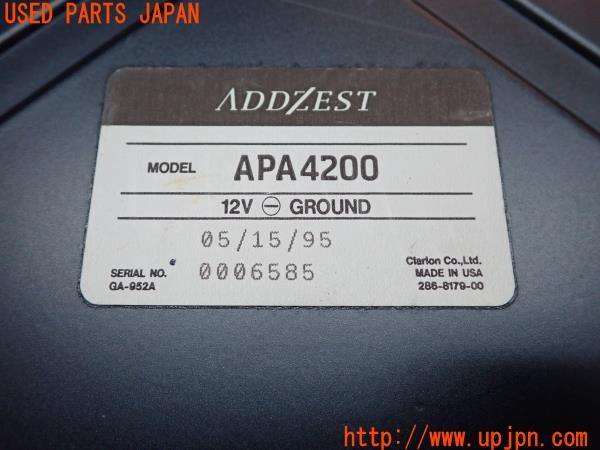 USED PARTS JAPAN
ADDZEST
MODEL APA4200
12V ⊖ GROUND
05/15/95
SERIAL NO. 0006585
GA-952A
Clarion Co.,Ltd.
MADE IN USA
286-8179-00
http://www.upjpn.com/